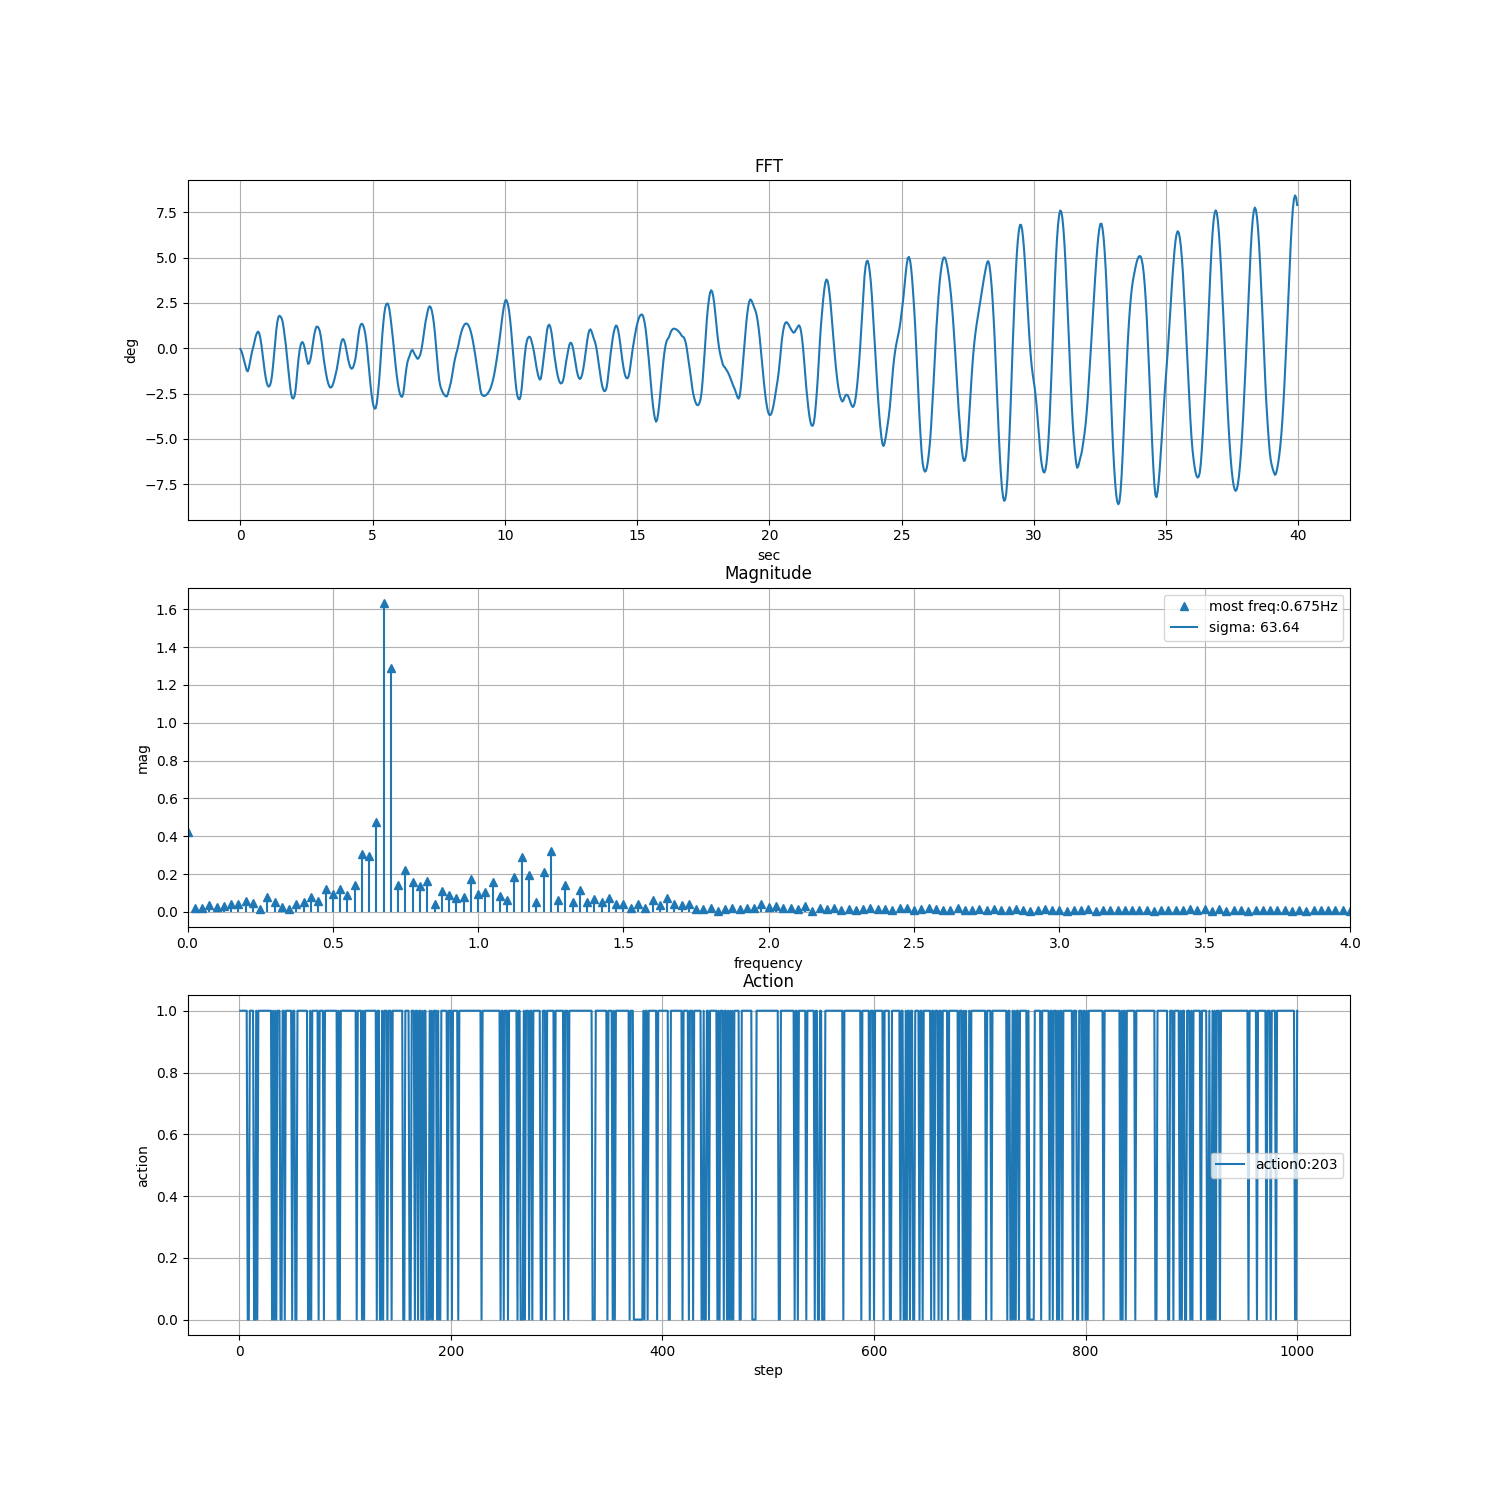 FFT
7.5
5.0
2.5
0.0
−2.5
−5.0
−7.5
deg
0 5 10 15 20 25 30 35 40
sec
Magnitude
1.6
1.4
1.2
1.0
0.8
0.6
0.4
0.2
0.0
mag
most freq:0.675Hz
sigma: 63.64
0.0 0.5 1.0 1.5 2.0 2.5 3.0 3.5 4.0
frequency
Action
1.0
0.8
0.6
0.4
0.2
0.0
action
action0:203
0 200 400 600 800 1000
step